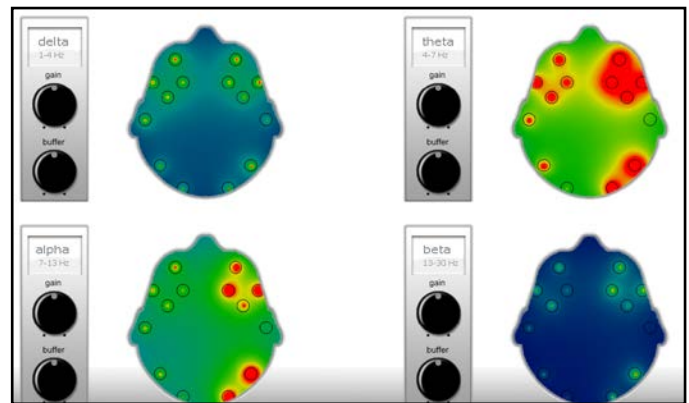 delta
1-4 Hz
gain
buffer
theta
4-7 Hz
gain
buffer
alpha
7-13 Hz
gain
buffer
beta
13-30 Hz
gain
buffer